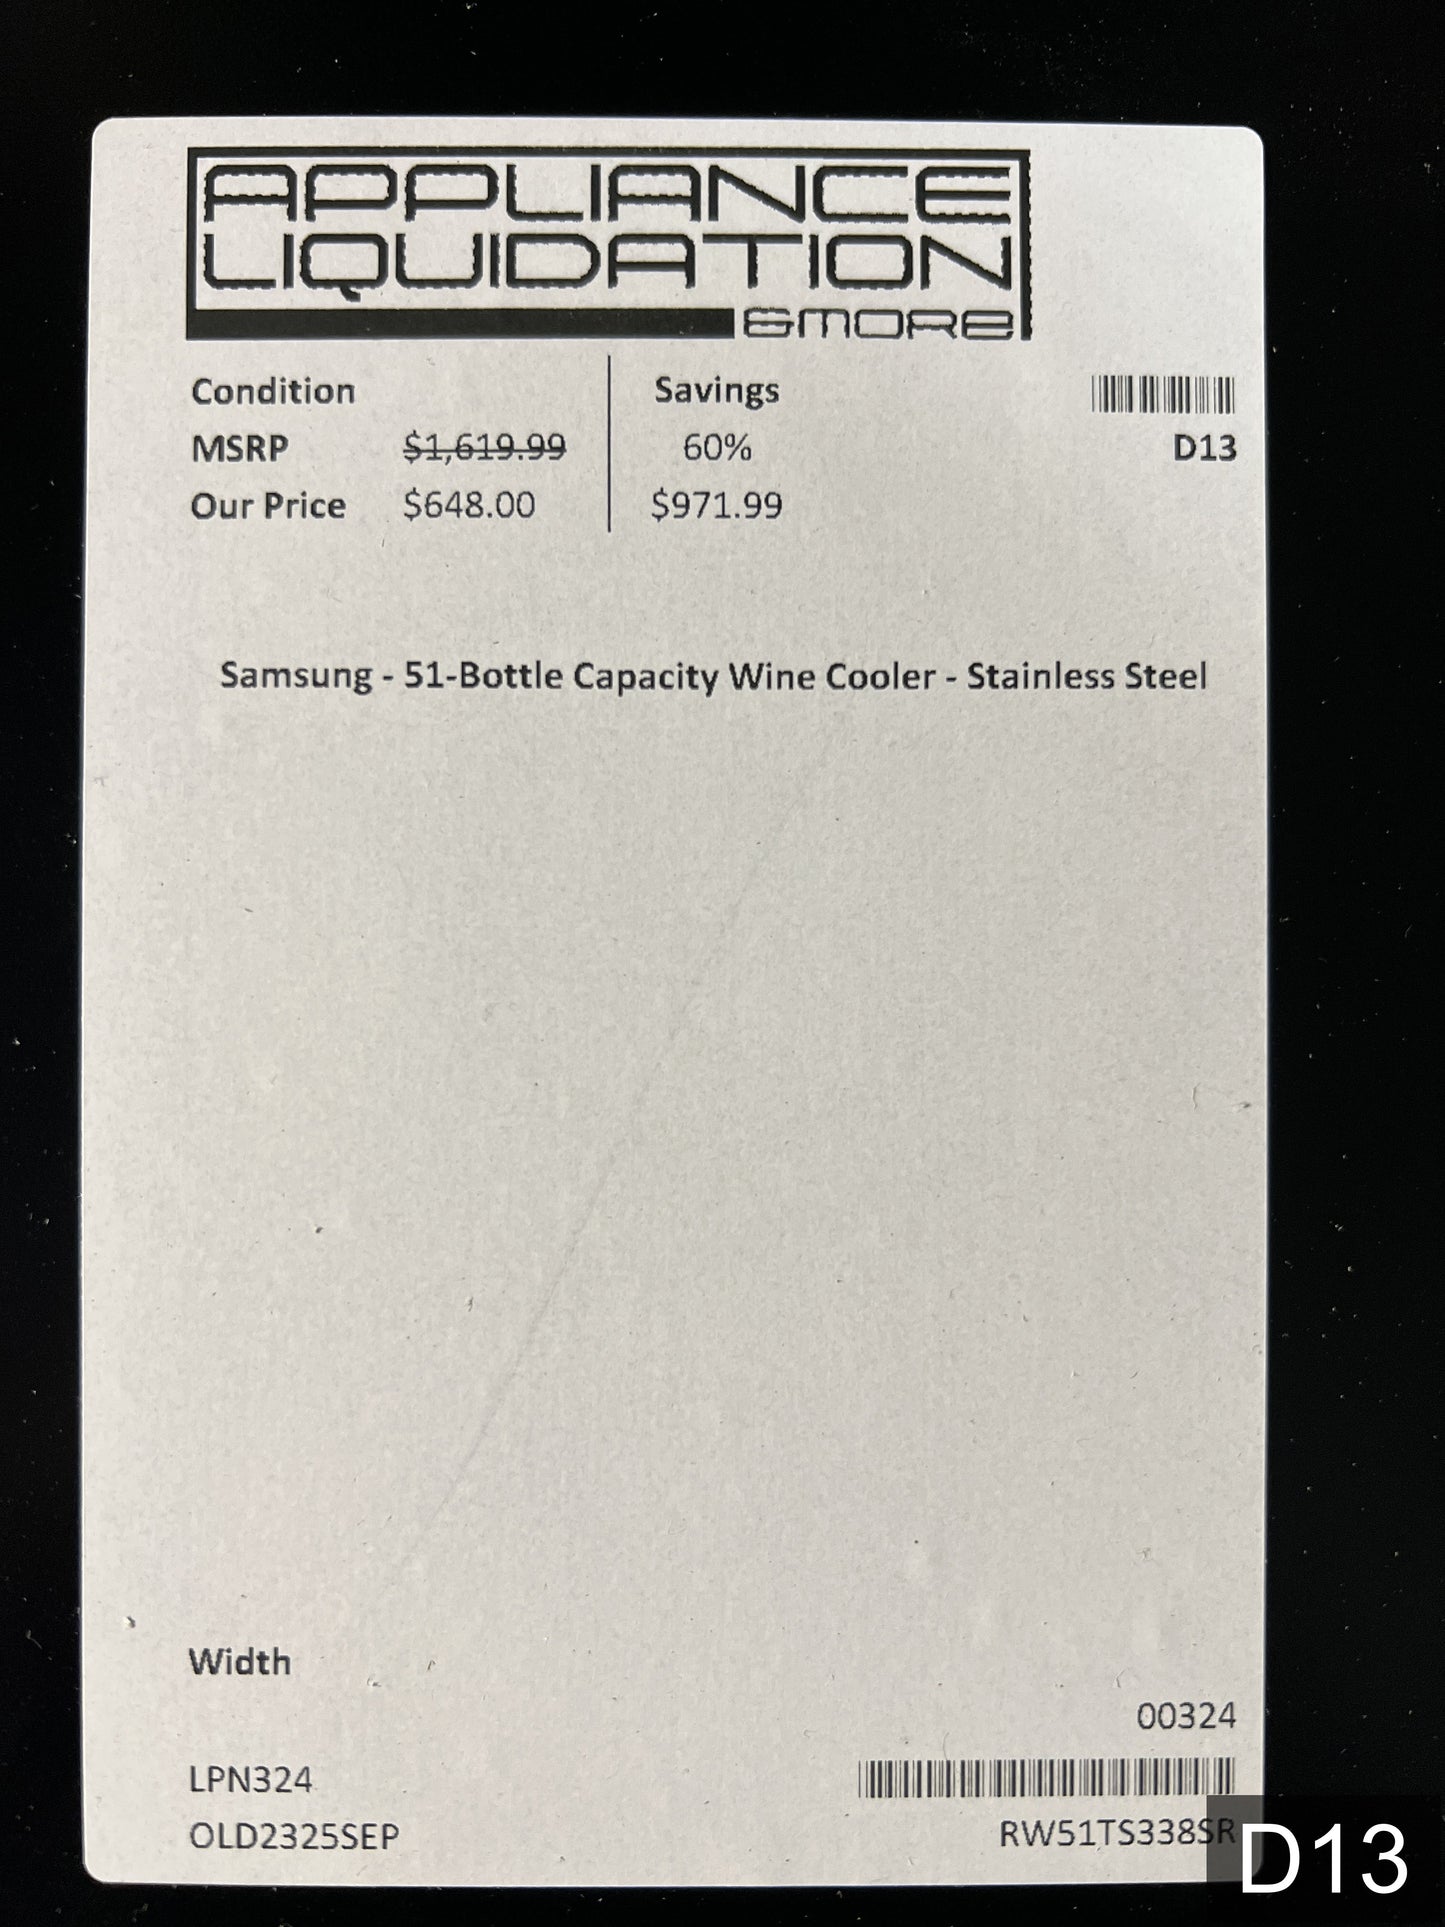 APPLIANCE
LIQUIDATION
&MORE
Condition
MSRP $1,619.99
Our Price $648.00
Savings
60%
$971.99
D13
Samsung - 51-Bottle Capacity Wine Cooler - Stainless Steel
Width
00324
LPN324
OLD2325SEP
RW51TS338SR
D13